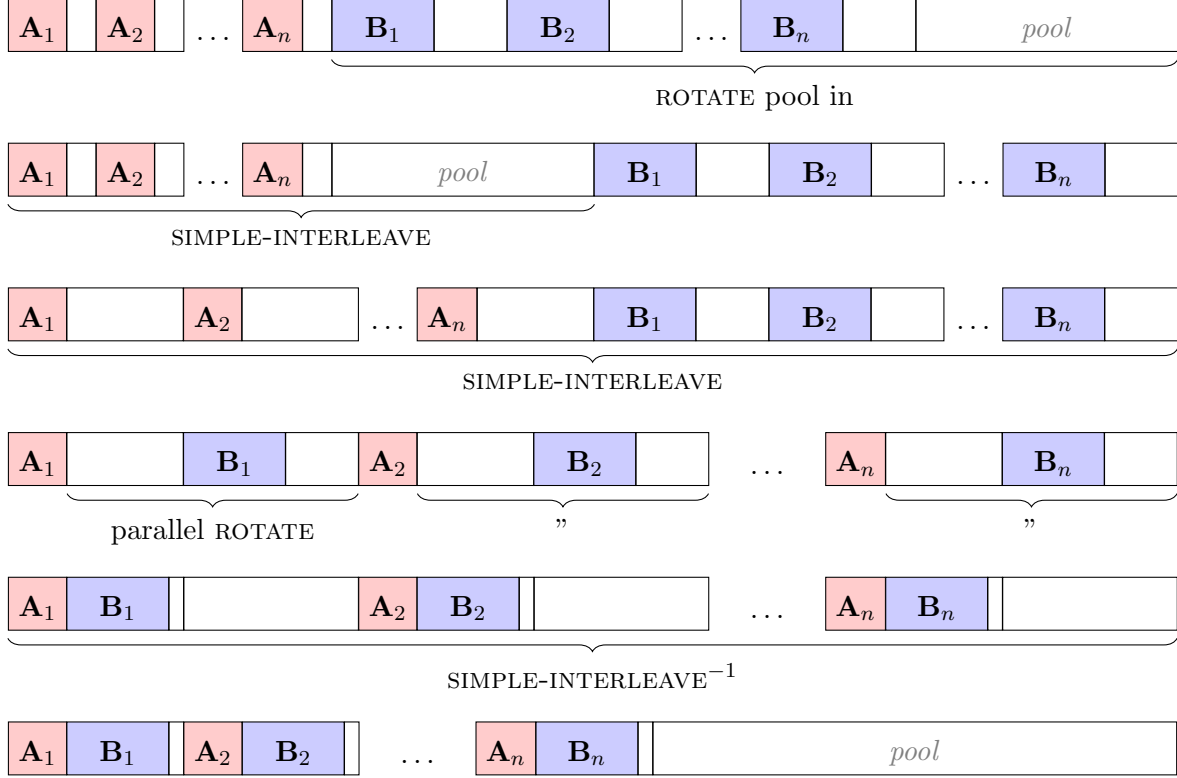 A₁ A₂ ... Aₙ B₁ B₂ ... Bₙ pool
ROTATE pool in
A₁ A₂ ... Aₙ pool B₁ B₂ ... Bₙ
SIMPLE-INTERLEAVE
A₁ A₂ ... Aₙ B₁ B₂ ... Bₙ
SIMPLE-INTERLEAVE
A₁ B₁ A₂ B₂ ... Aₙ Bₙ
parallel ROTATE ” ”
A₁ B₁ A₂ B₂ ... Aₙ Bₙ
SIMPLE-INTERLEAVE⁻¹
A₁ B₁ A₂ B₂ ... Aₙ Bₙ pool